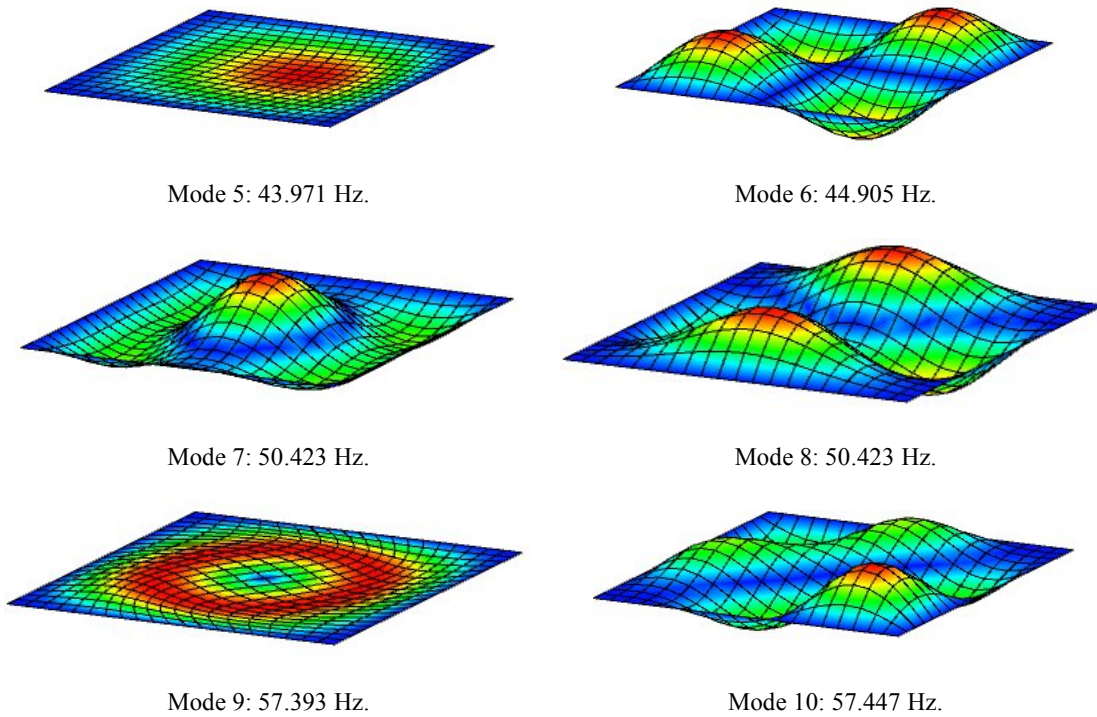 Mode 5: 43.971 Hz.
Mode 6: 44.905 Hz.
Mode 7: 50.423 Hz.
Mode 8: 50.423 Hz.
Mode 9: 57.393 Hz.
Mode 10: 57.447 Hz.